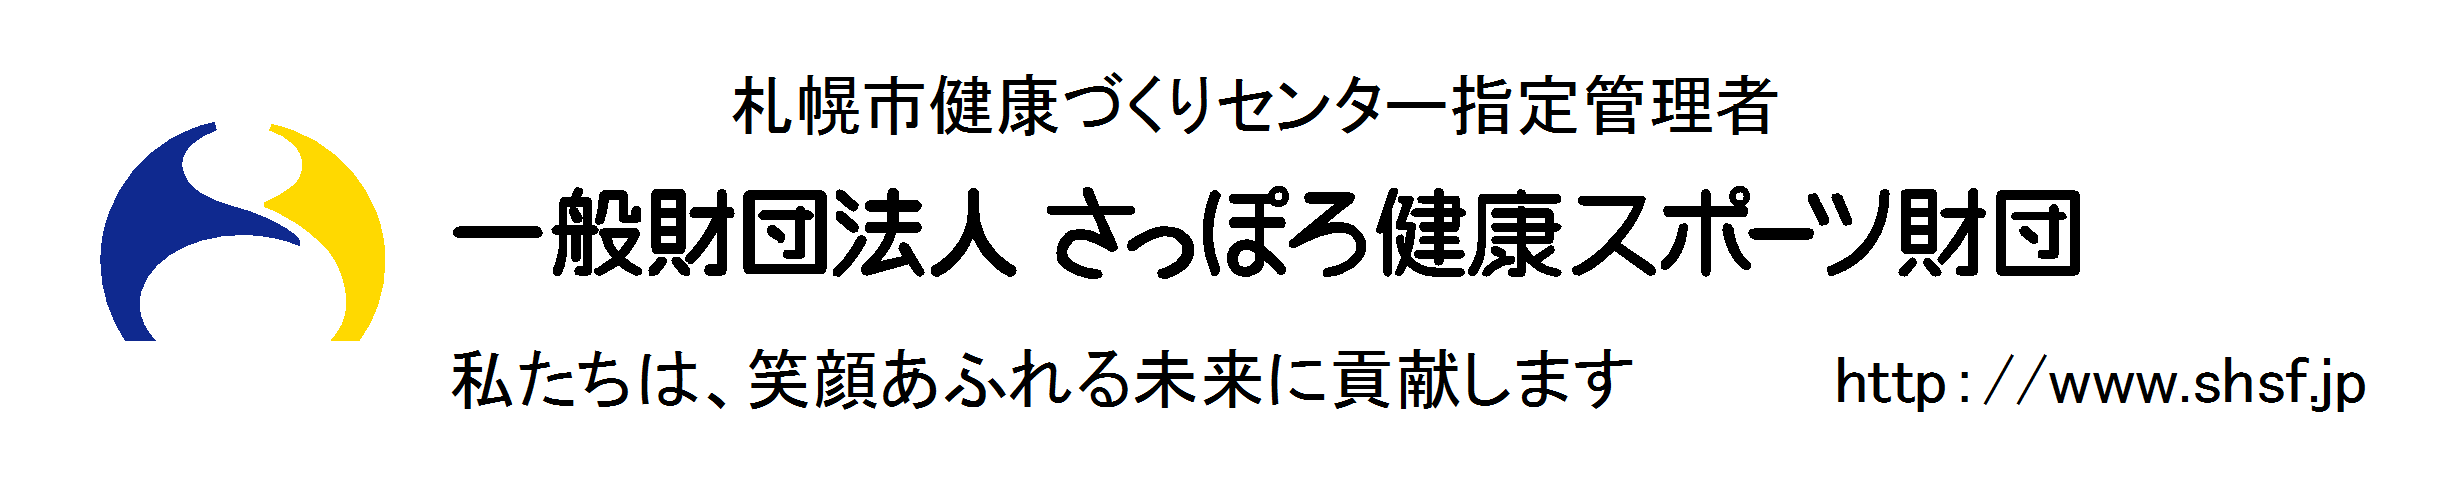 札幌市健康づくりセンター指定管理者
一般財団法人 さっぽろ健康スポーツ財団
私たちは、笑顔あふれる未来に貢献します http://www.shsf.jp